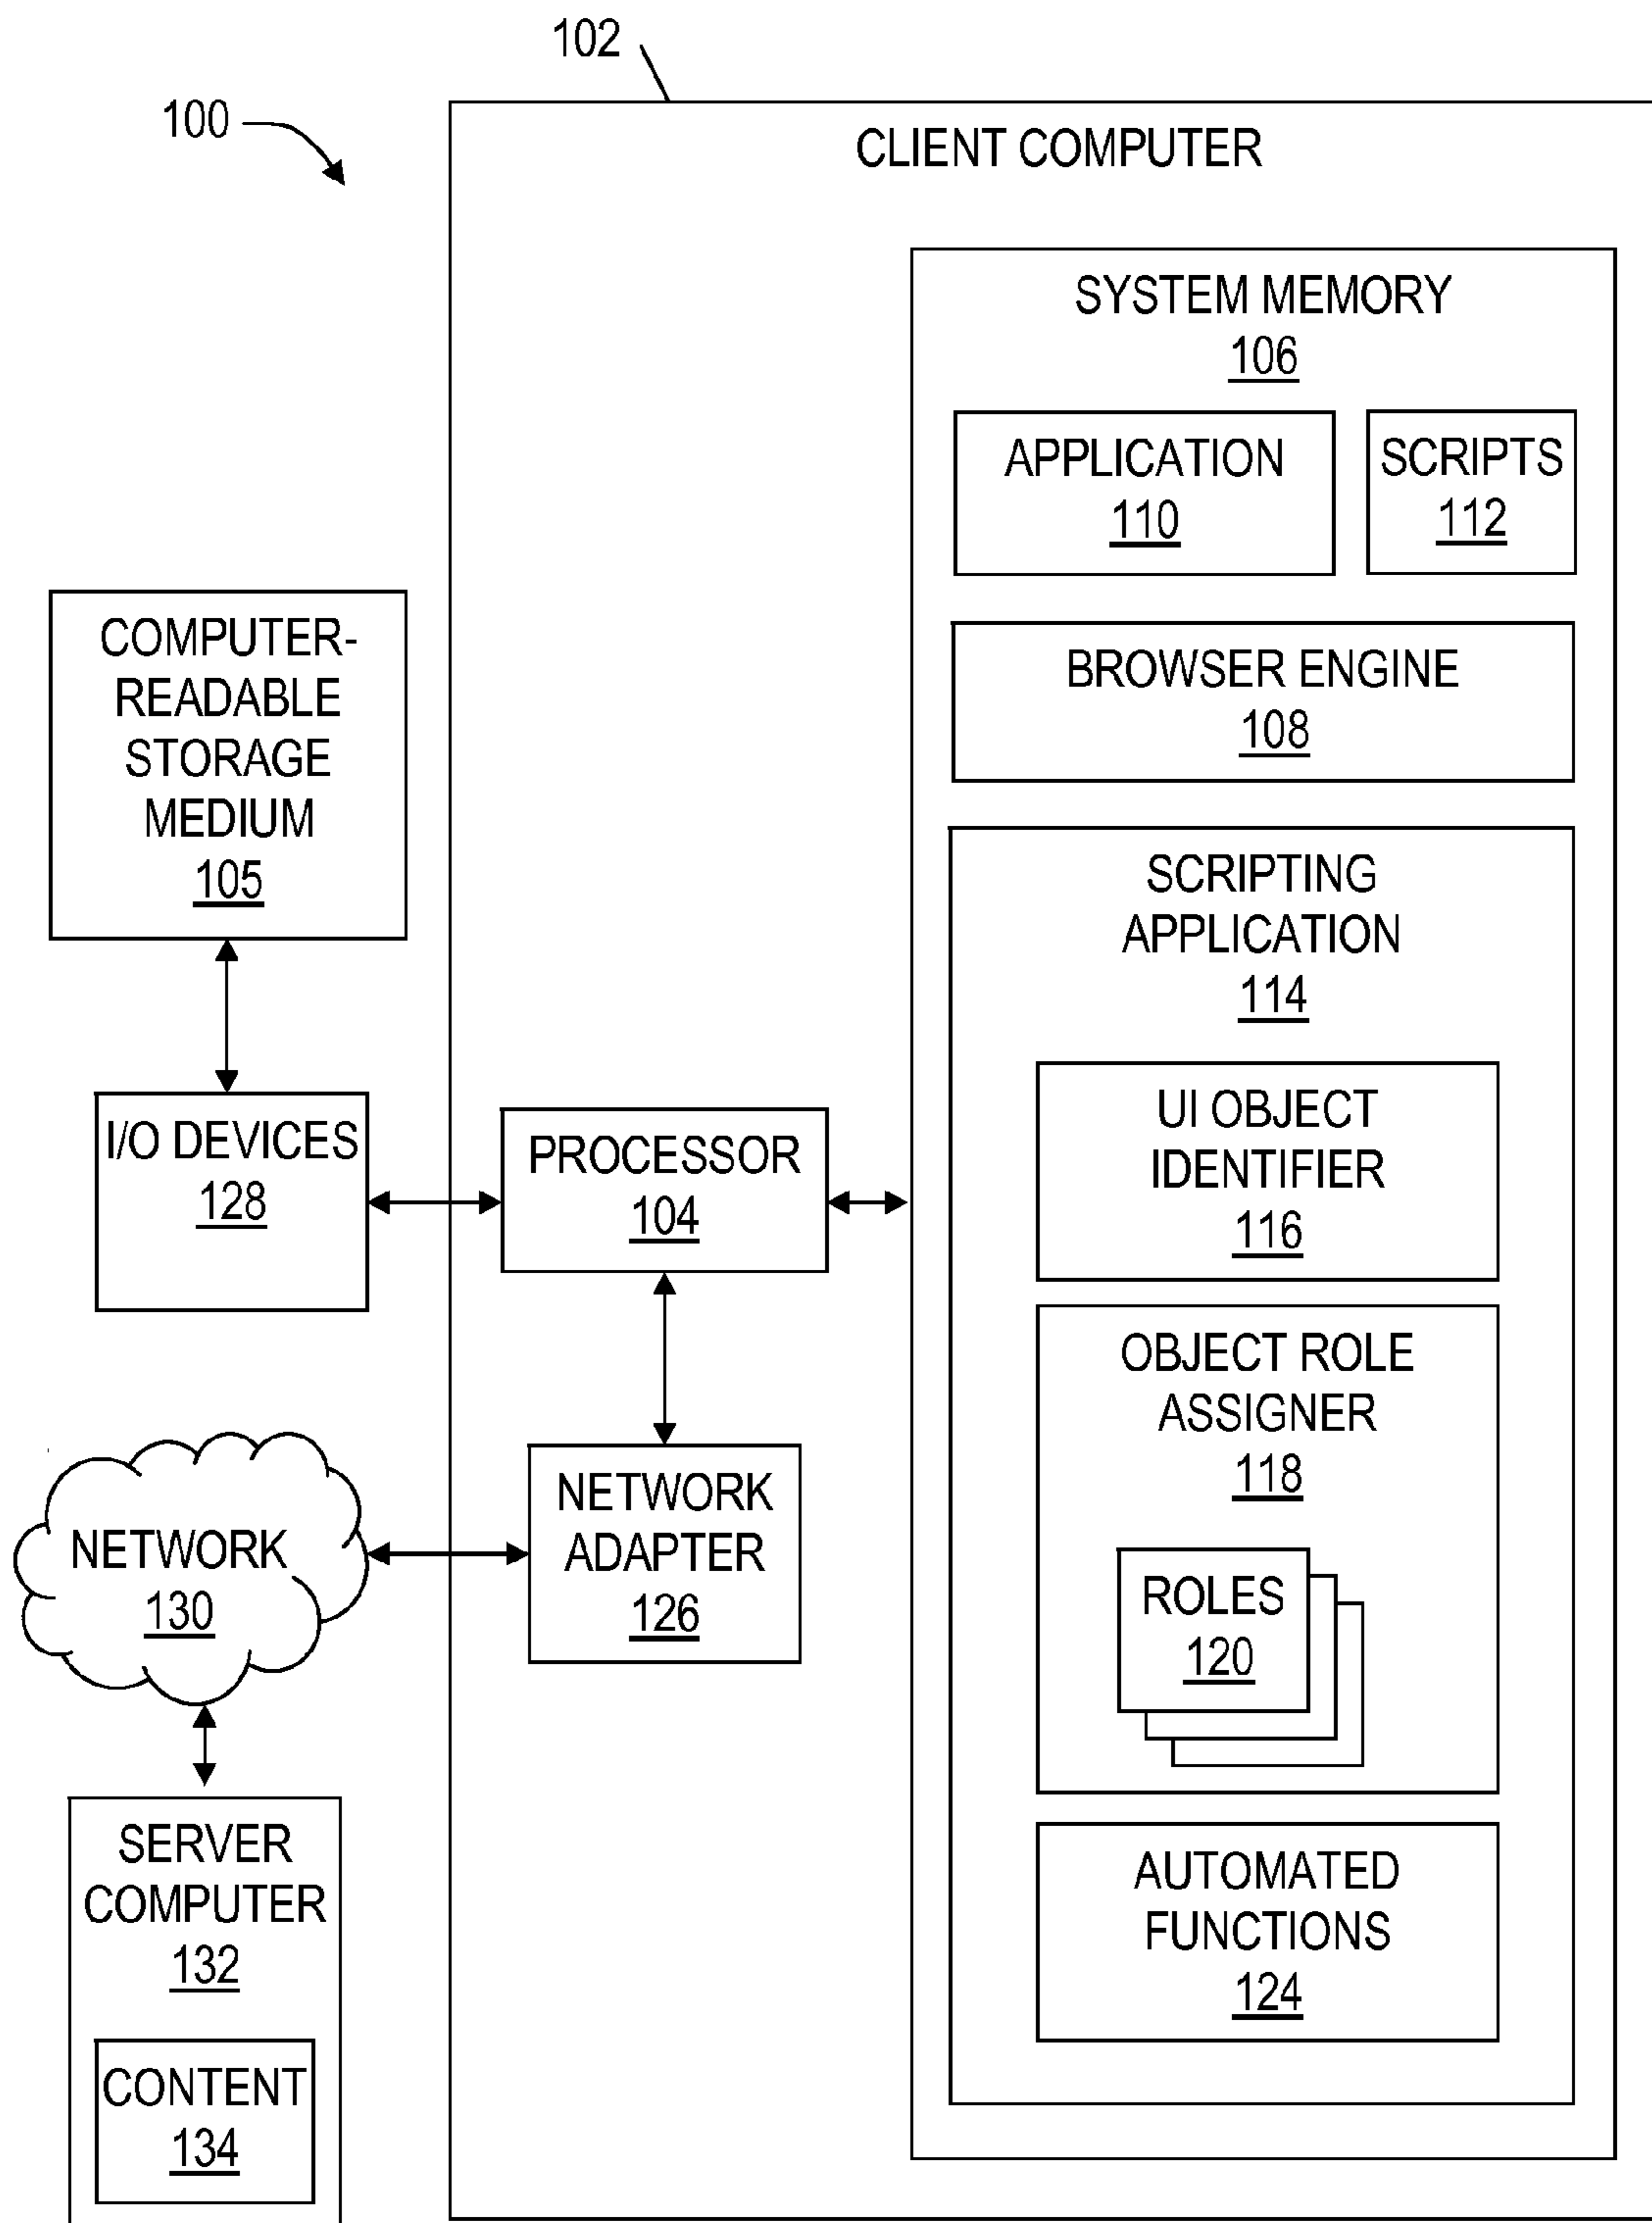 102
100
CLIENT COMPUTER
SYSTEM MEMORY
106
APPLICATION
110
SCRIPTS
112
COMPUTER-
READABLE
STORAGE
MEDIUM
105
BROWSER ENGINE
108
SCRIPTING
APPLICATION
114
I/O DEVICES
128
PROCESSOR
104
UI OBJECT
IDENTIFIER
116
OBJECT ROLE
ASSIGNER
118
NETWORK
130
NETWORK
ADAPTER
126
ROLES
120
SERVER
COMPUTER
132
CONTENT
134
AUTOMATED
FUNCTIONS
124